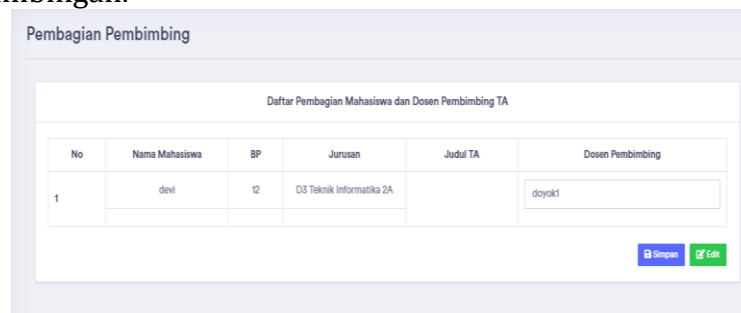 Pembagian Pembimbing
Daftar Pembagian Mahasiswa dan Dosen Pembimbing TA
No Nama Mahasiswa BP Jurusan Judul TA Dosen Pembimbing
1 devi 12 D3 Teknik Informatika 2A doyok1
Simpan Edit